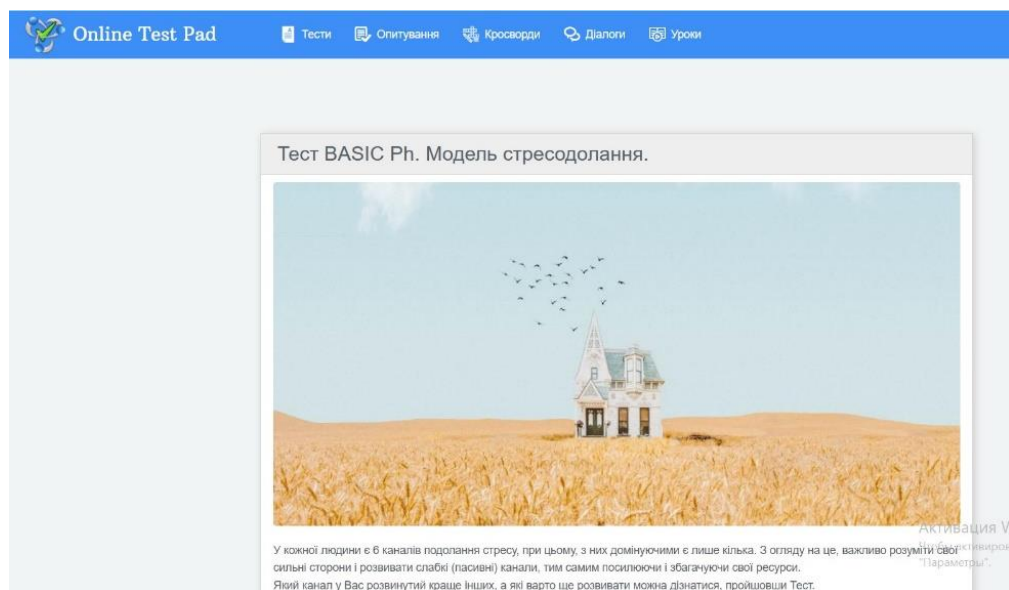 Online Test Pad
Тести
Опитування
Кросворди
Діалоги
Уроки
Тест BASIC Ph. Модель стресодолання.
У кожної людини є 6 каналів подолання стресу, при цьому, з них домінуючими є лише кілька. З огляду на це, важливо розуміти свої
сильні сторони і розвивати слабкі (пасивні) канали, тим самим посилюючи і збагачуючи свої ресурси.
Який канал у Вас розвинутий краще Інших, а які варто ще розвивати можна дізнатися, пройшовши Тест.
Активация W
"Параметры".